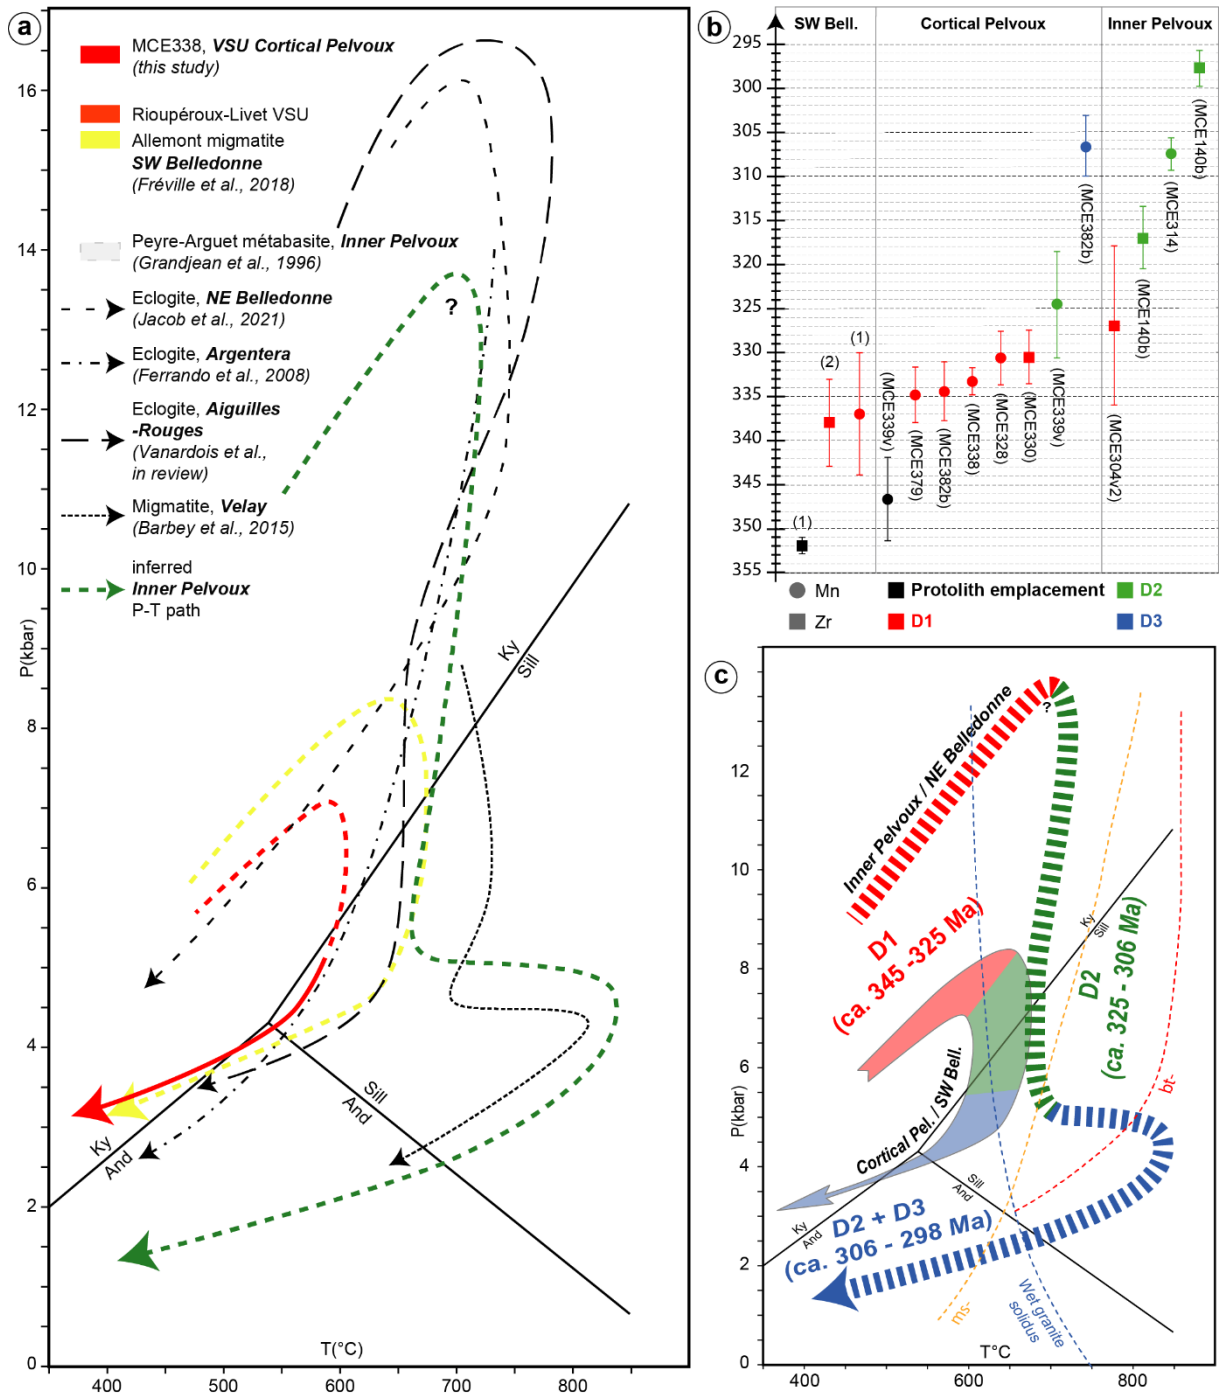 a
MCE338, VSU Cortical Pelvoux
(this study)
Rioupéroux-Livet VSU
Allemont migmatite
SW Belledonne
(Fréville et al., 2018)
Peyre-Arguet métabasite, Inner Pelvoux
(Grandjean et al., 1996)
Eclogite, NE Belledonne
(Jacob et al., 2021)
Eclogite, Argentera
(Ferrando et al., 2008)
Eclogite, Aiguilles
-Rouges
(Vanardois et al.,
in review)
Migmatite, Velay
(Barbey et al., 2015)
inferred
Inner Pelvoux
P-T path
?
16
14
12
10
P(kbar)
8
6
4
2
0
Ky
Sill
Sill
And
Ky
And
T(°C)
400
500
600
700
800
b
SW Bell.
Cortical Pelvoux
Inner Pelvoux
295
300
305
310
315
320
325
330
335
340
345
350
355
(1)
(2)
(1)
(MCE339v)
(MCE379)
(MCE382b)
(MCE338)
(MCE328)
(MCE330)
(MCE339v)
(MCE382b)
(MCE304v2)
(MCE140b)
(MCE314)
(MCE140b)
Mn
Protolith emplacement
D2
Zr
D1
D3
c
Inner Pelvoux / NE Belledonne
?
D1
(ca. 345 -325 Ma)
D2
(ca. 325 - 306 Ma)
Cortical Pel. / SW Bell.
D2 + D3
(ca. 306 - 298 Ma)
Ky
Sill
Sill
And
Ky
And
bt-
ms-
Wet granite
solidus
12
10
8
6
P(kbar)
4
2
0
T°C
400
600
800